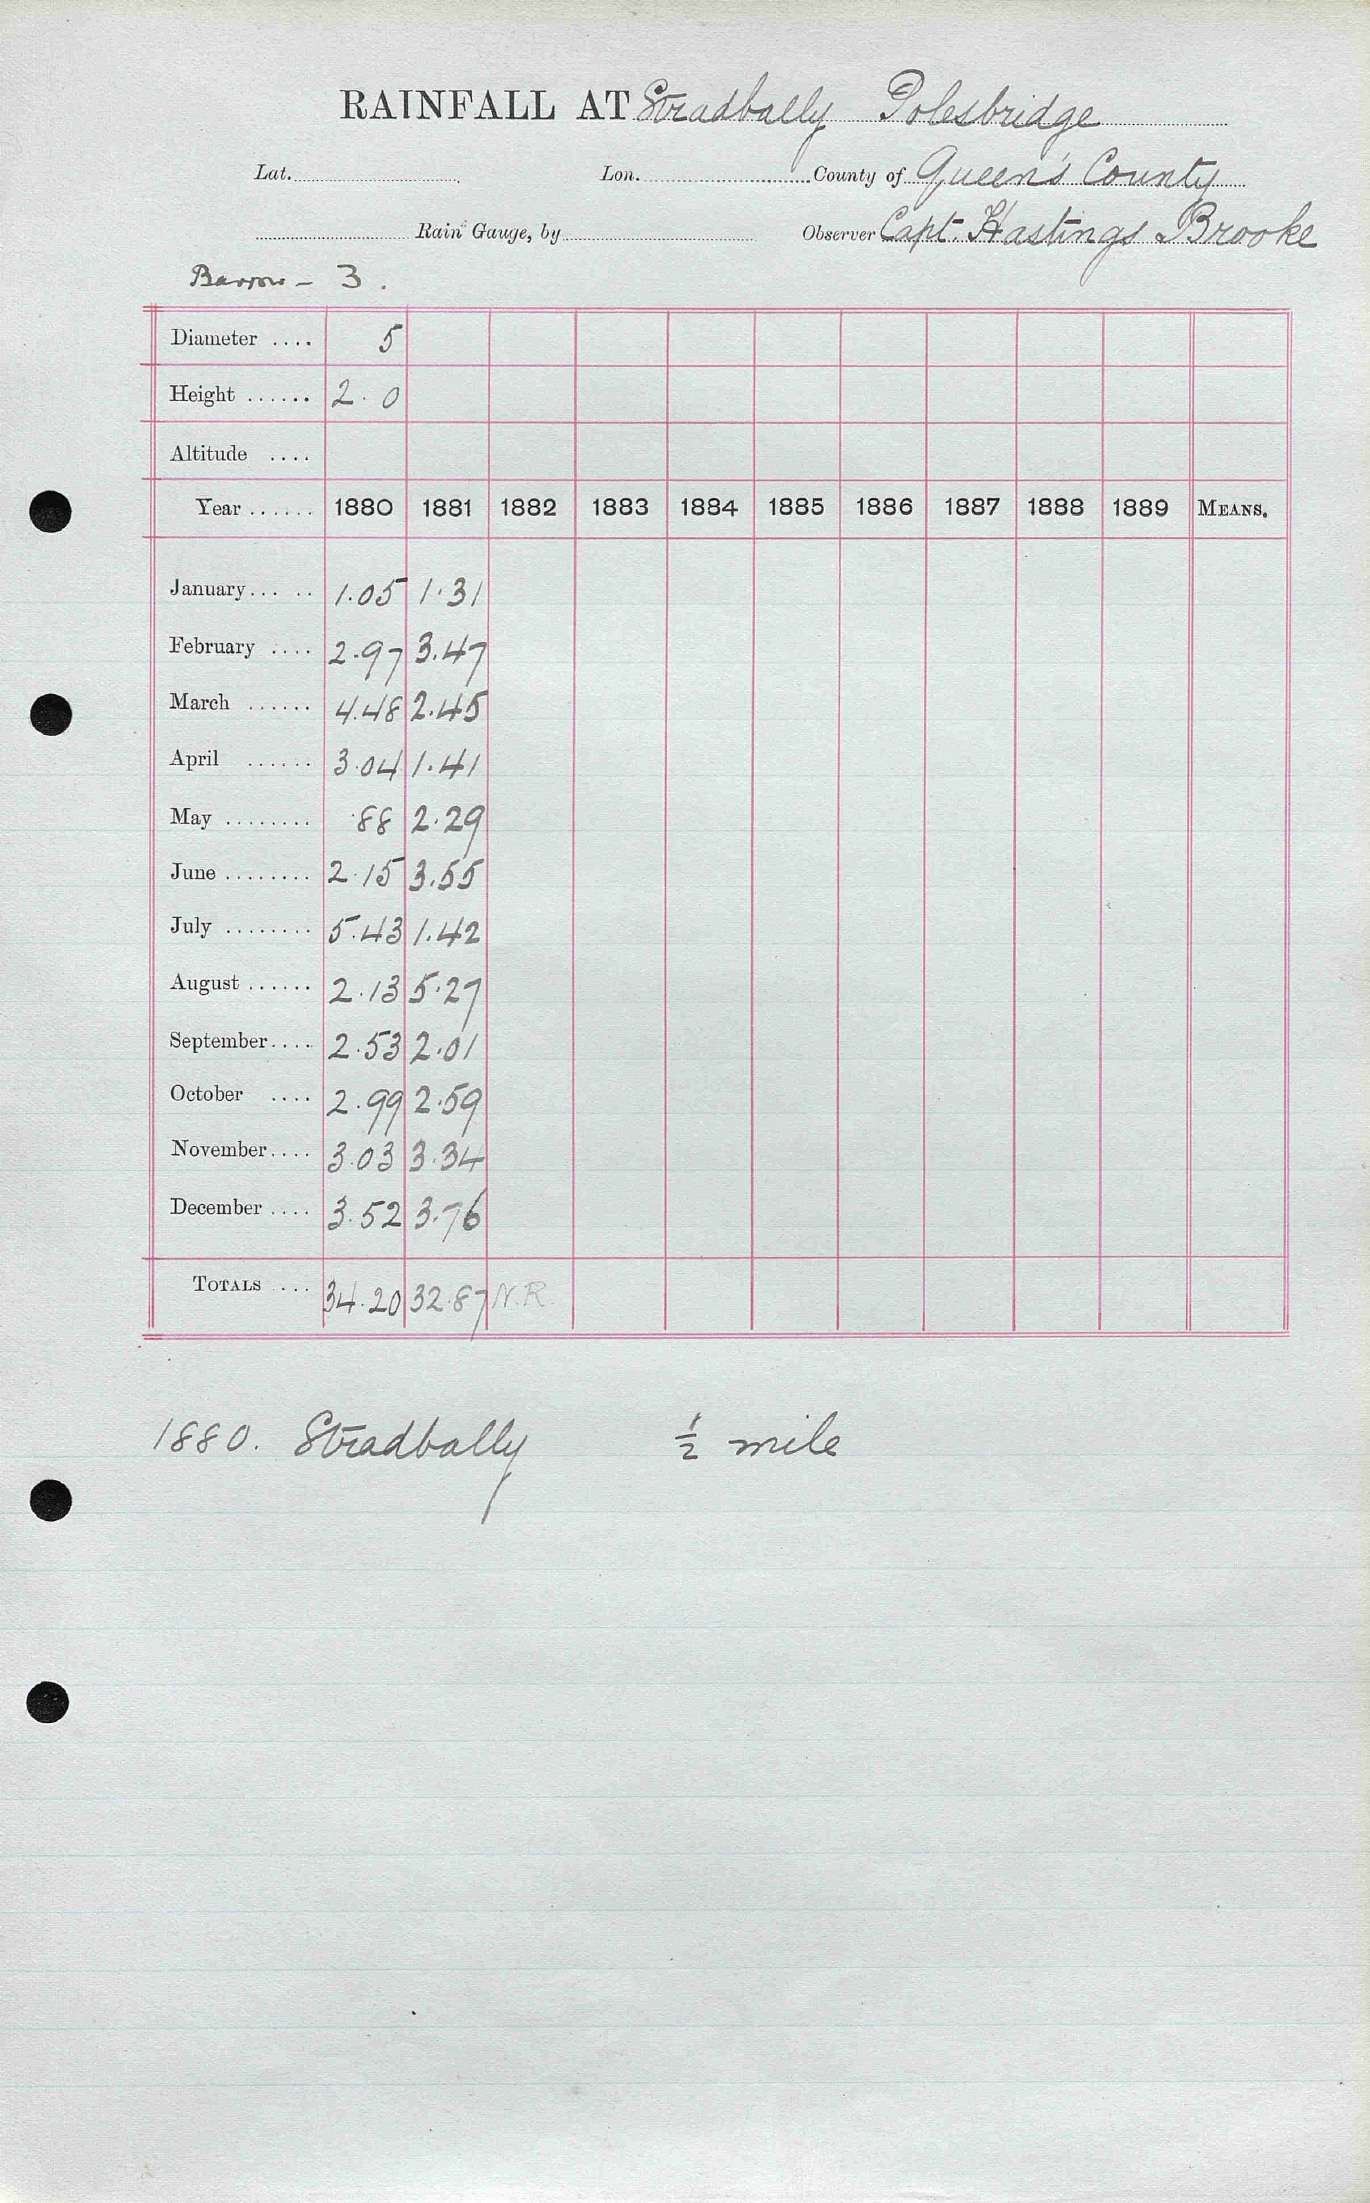 RAINFALL AT Stradbally Polesbridge
Lat. Lon. County of Queen's County
Rain Gauge, by Observer Capt. Hastings Brooke
Barrow - 3.
Diameter .... 5
Height ...... 2.0
Altitude ....
Year ...... 1880 1881 1882 1883 1884 1885 1886 1887 1888 1889 MEANS.
January... .. 1.05 1.31
February .... 2.97 3.47
March ...... 4.48 2.45
April ...... 3.04 1.41
May ........ .88 2.29
June ........ 2.15 3.55
July ........ 5.43 1.42
August ...... 2.13 5.27
September.... 2.53 2.01
October .... 2.99 2.59
November.... 3.03 3.34
December .... 3.52 3.76
TOTALS ... 34.20 32.87 N.R.
1880. Stradbally ½ mile